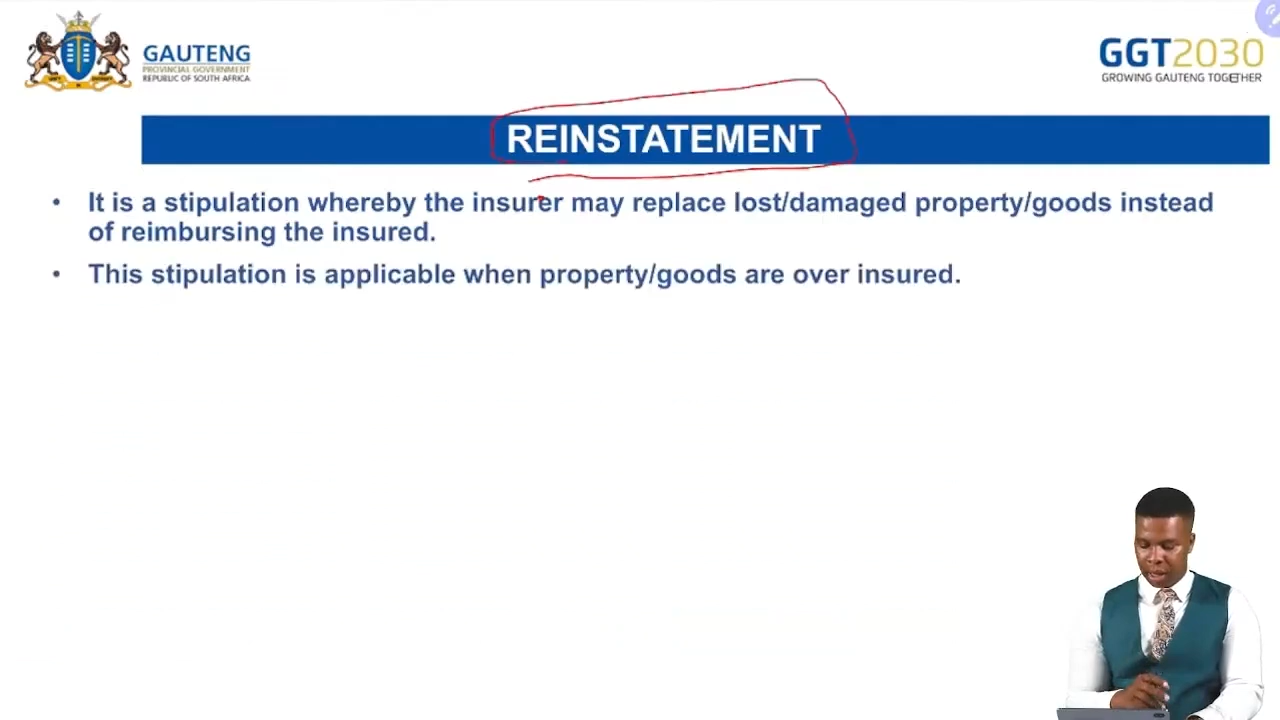 GAUTENG
PROVINCIAL GOVERNMENT
REPUBLIC OF SOUTH AFRICA
GGT2030
GROWING GAUTENG TOGETHER
REINSTATEMENT
• It is a stipulation whereby the insurer may replace lost/damaged property/goods instead
of reimbursing the insured.
• This stipulation is applicable when property/goods are over insured.